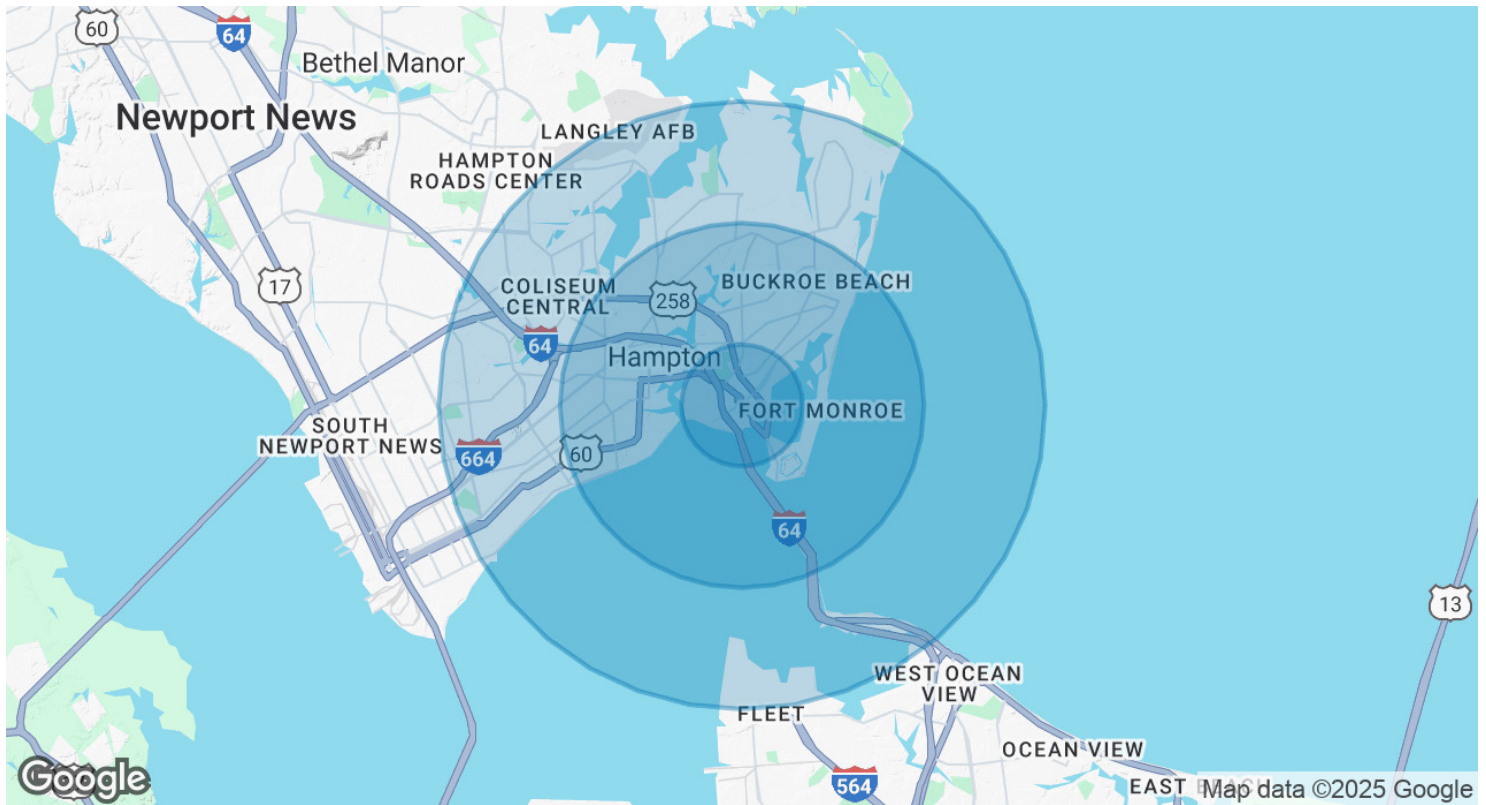 60
64
Bethel Manor
Newport News
LANGLEY AFB
HAMPTON
ROADS CENTER
17
COLISEUM
CENTRAL
258
BUCKROE BEACH
64
Hampton
FORT MONROE
SOUTH
NEWPORT NEWS
664
60
64
13
WEST OCEAN
VIEW
FLEET
OCEAN VIEW
564
EAST
Google
Map data ©2025 Google